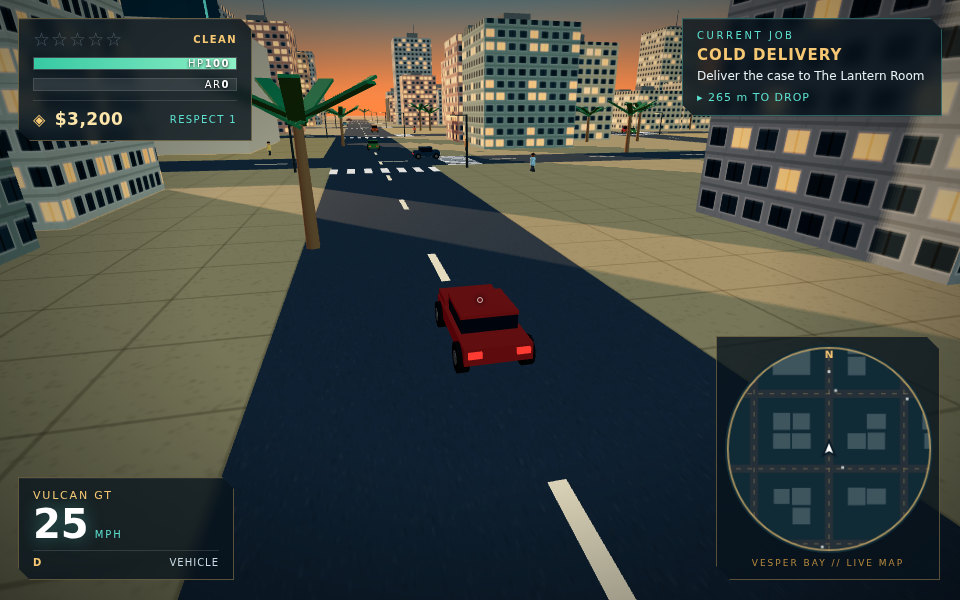 ☆☆☆☆☆ CLEAN
HP100
AR0
◈ $3,200 RESPECT 1
CURRENT JOB
COLD DELIVERY
Deliver the case to The Lantern Room
▸ 265 m TO DROP
VULCAN GT
25 MPH
D VEHICLE
N
VESPER BAY // LIVE MAP